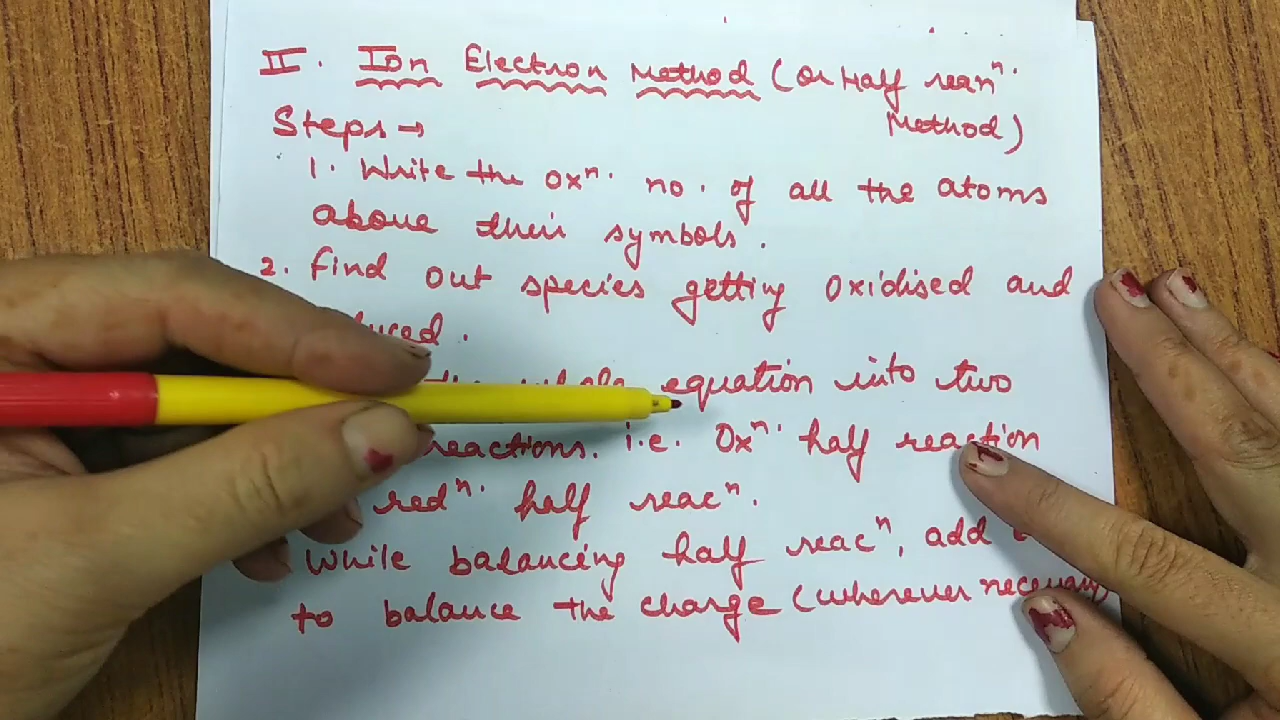 II. Ion Electron Method (Or Half reanⁿ.
Method)
Steps →
1. Write the oxⁿ. no. of all the atoms
above their symbols.
2. Find out species getting Oxidised and
equation into two
reactions. i.e. Oxⁿ. half reaction
redⁿ. half reacⁿ.
While balancing half reacⁿ, add
to balance the charge (wherever necessary)